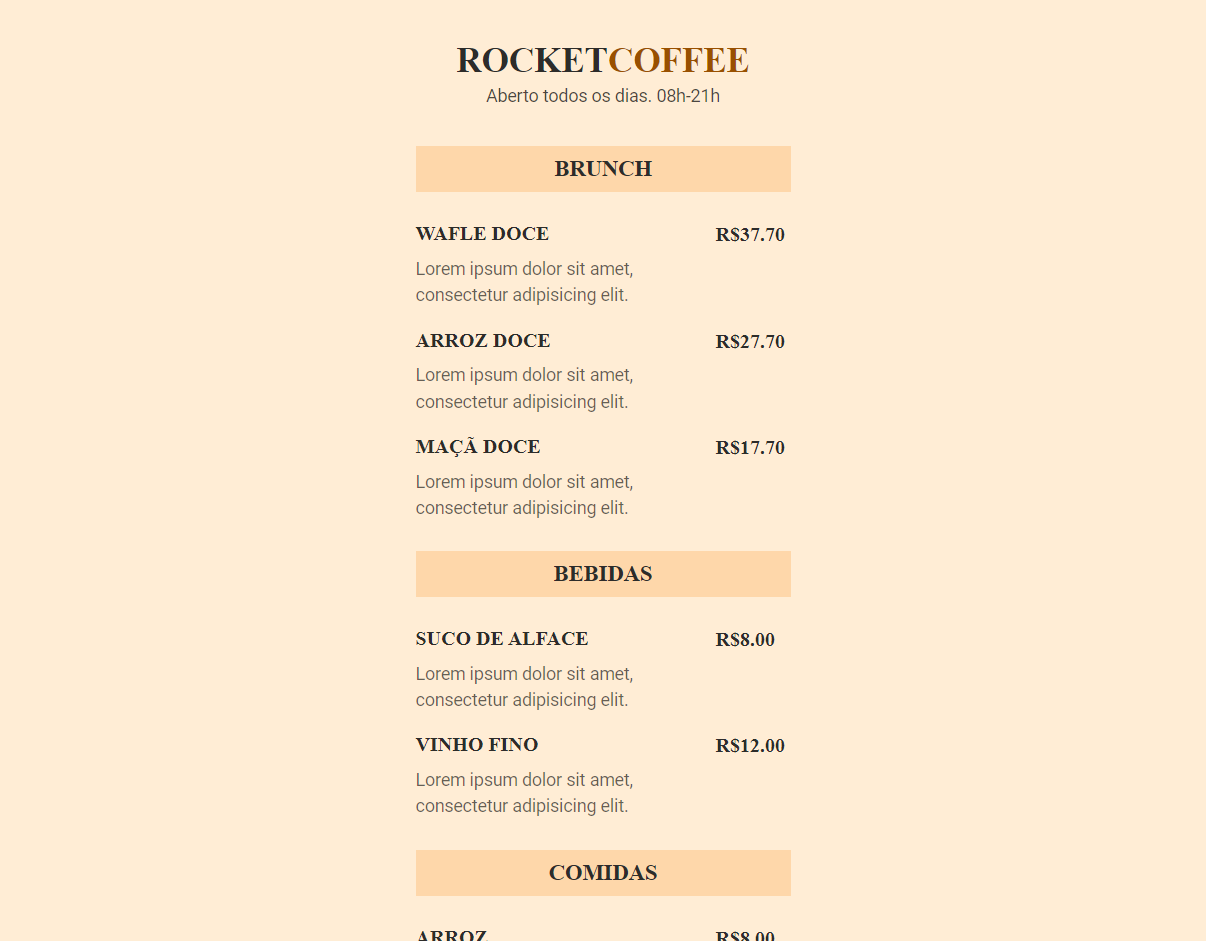 ROCKETCOFFEE
Aberto todos os dias. 08h-21h
BRUNCH
WAFLE DOCE R$37.70
Lorem ipsum dolor sit amet,
consectetur adipisicing elit.
ARROZ DOCE R$27.70
Lorem ipsum dolor sit amet,
consectetur adipisicing elit.
MAÇÃ DOCE R$17.70
Lorem ipsum dolor sit amet,
consectetur adipisicing elit.
BEBIDAS
SUCO DE ALFACE R$8.00
Lorem ipsum dolor sit amet,
consectetur adipisicing elit.
VINHO FINO R$12.00
Lorem ipsum dolor sit amet,
consectetur adipisicing elit.
COMIDAS
ARROZ R$8.00